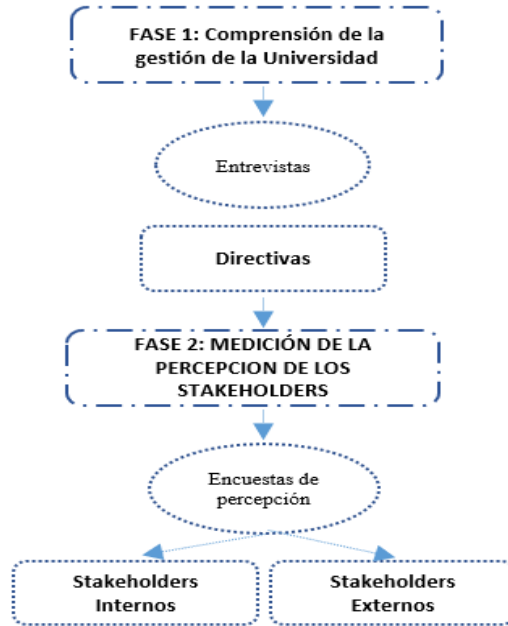 FASE 1: Comprensión de la
gestión de la Universidad
Entrevistas
Directivas
FASE 2: MEDICIÓN DE LA
PERCEPCION DE LOS
STAKEHOLDERS
Encuestas de
percepción
Stakeholders
Internos
Stakeholders
Externos